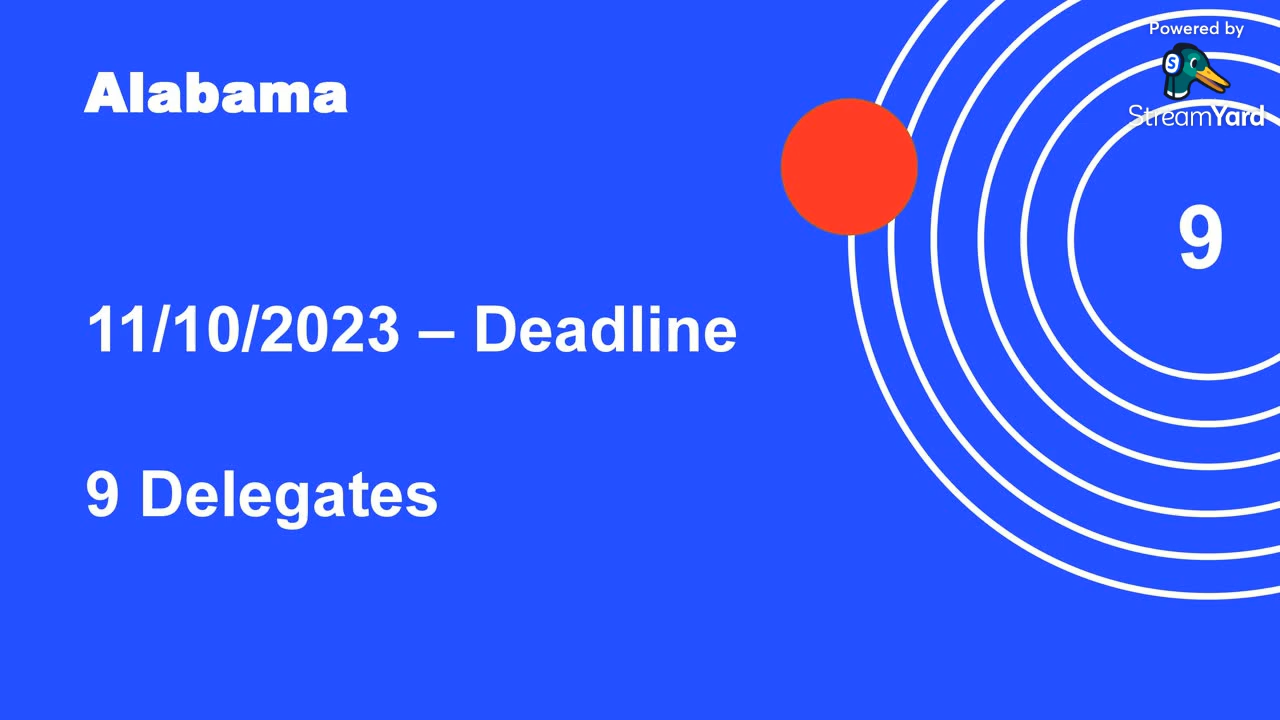 Alabama
11/10/2023 – Deadline
9 Delegates
9
Powered by
S
StreamYard